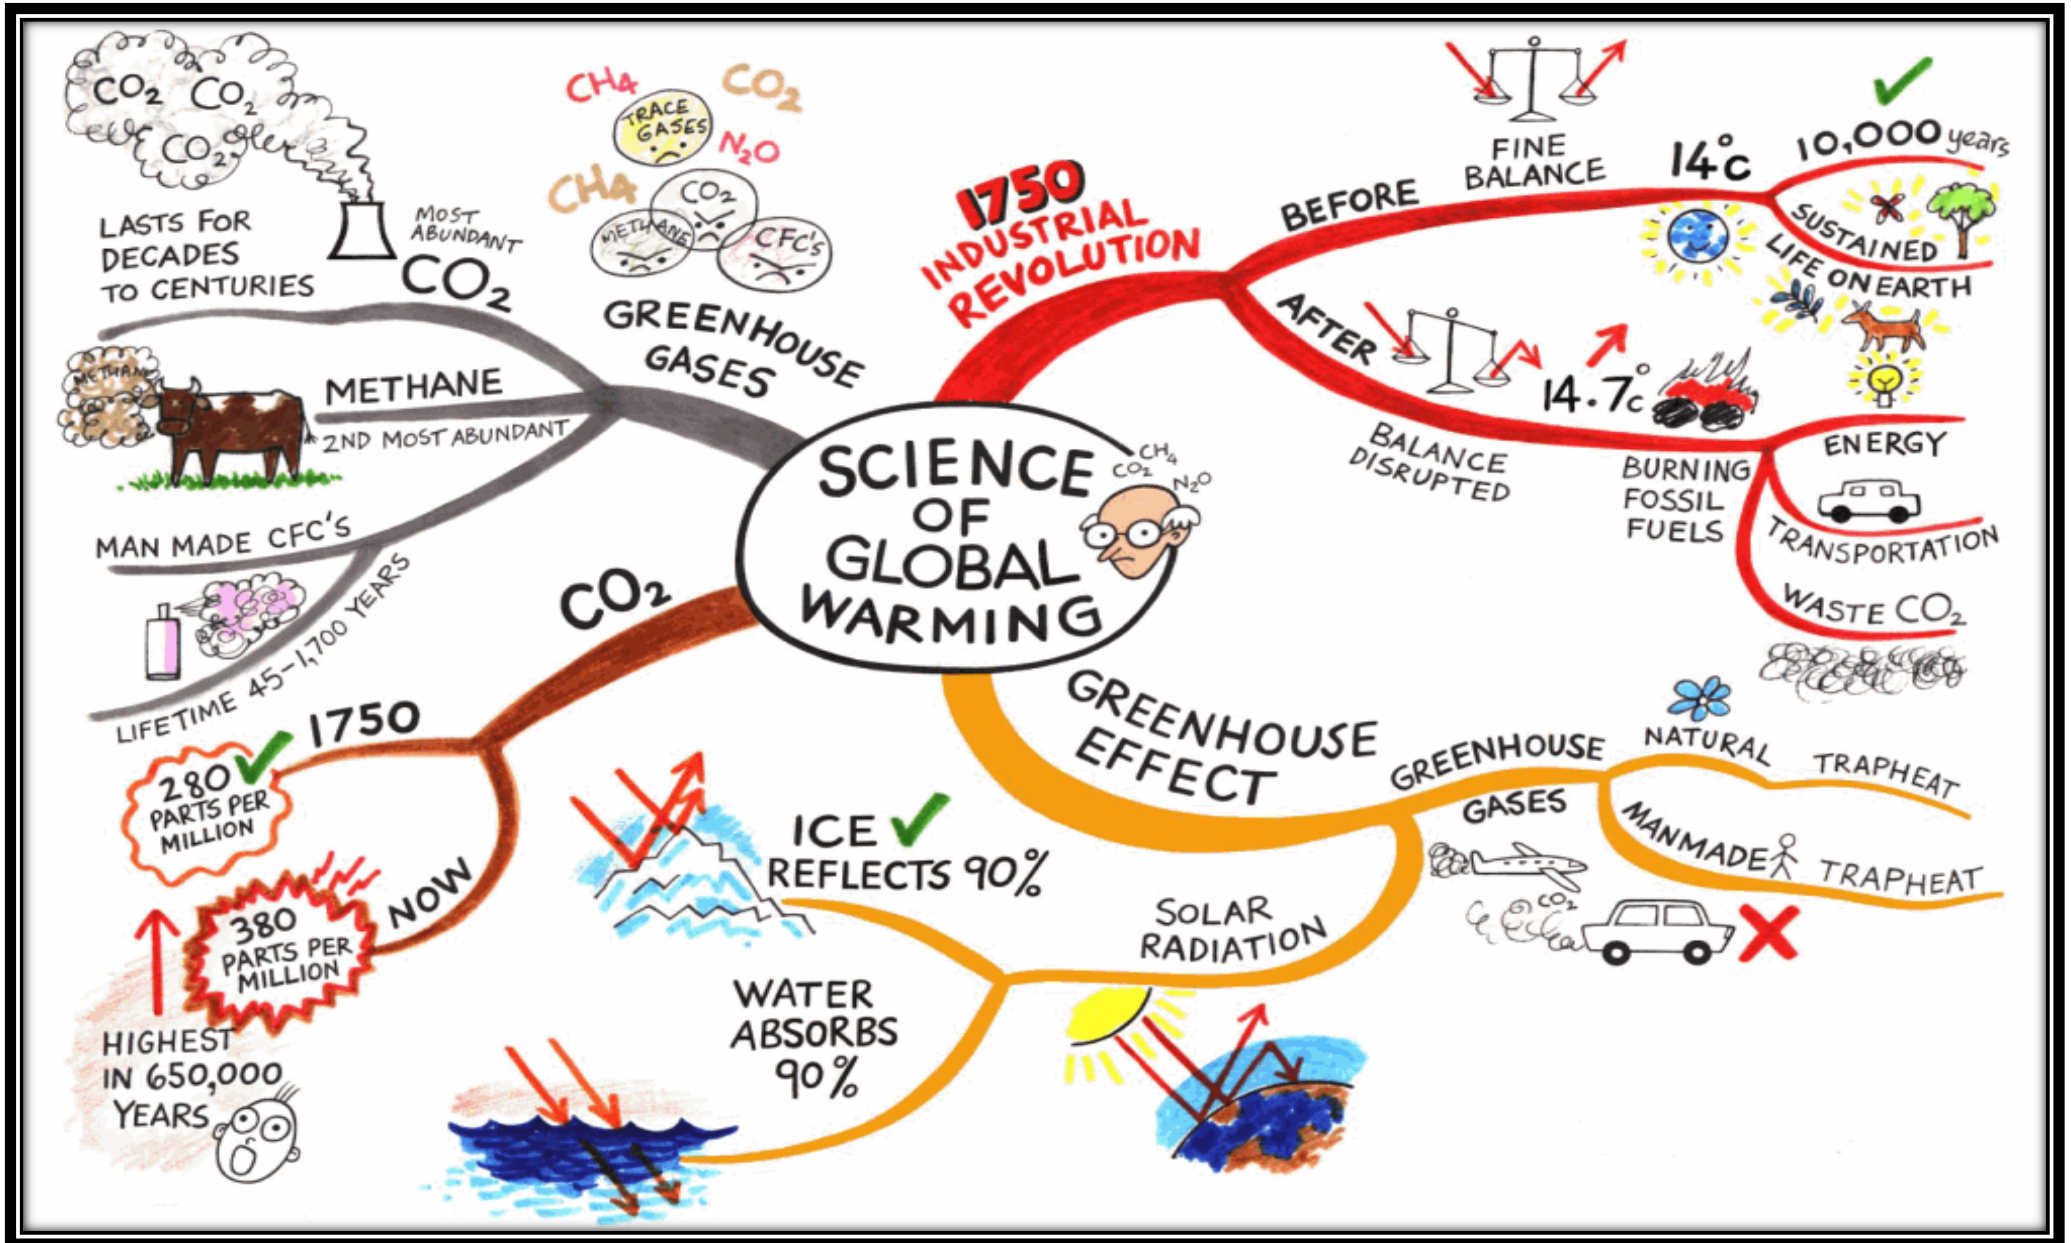 SCIENCE
OF
GLOBAL
WARMING
CH4
CO2
N2O
1750
INDUSTRIAL
REVOLUTION
BEFORE
FINE
BALANCE
14°C
10,000 years
SUSTAINED
LIFE ON EARTH
AFTER
BALANCE
DISRUPTED
14.7°C
BURNING
FOSSIL
FUELS
ENERGY
TRANSPORTATION
WASTE CO2
GREENHOUSE
EFFECT
GREENHOUSE
GASES
NATURAL
TRAPHEAT
MANMADE
TRAPHEAT
CO2
SOLAR
RADIATION
ICE
REFLECTS 90%
WATER
ABSORBS
90%
CO2
1750
280
PARTS PER
MILLION
NOW
380
PARTS PER
MILLION
HIGHEST
IN 650,000
YEARS
GREENHOUSE
GASES
CH4
CO2
TRACE
GASES
N2O
CH4
CO2
METHANE
CFC'S
MOST
ABUNDANT
CO2
CO2 CO2
CO2
LASTS FOR
DECADES
TO CENTURIES
METHANE
2ND MOST ABUNDANT
METHANE
MAN MADE CFC'S
LIFETIME 45-1,700 YEARS